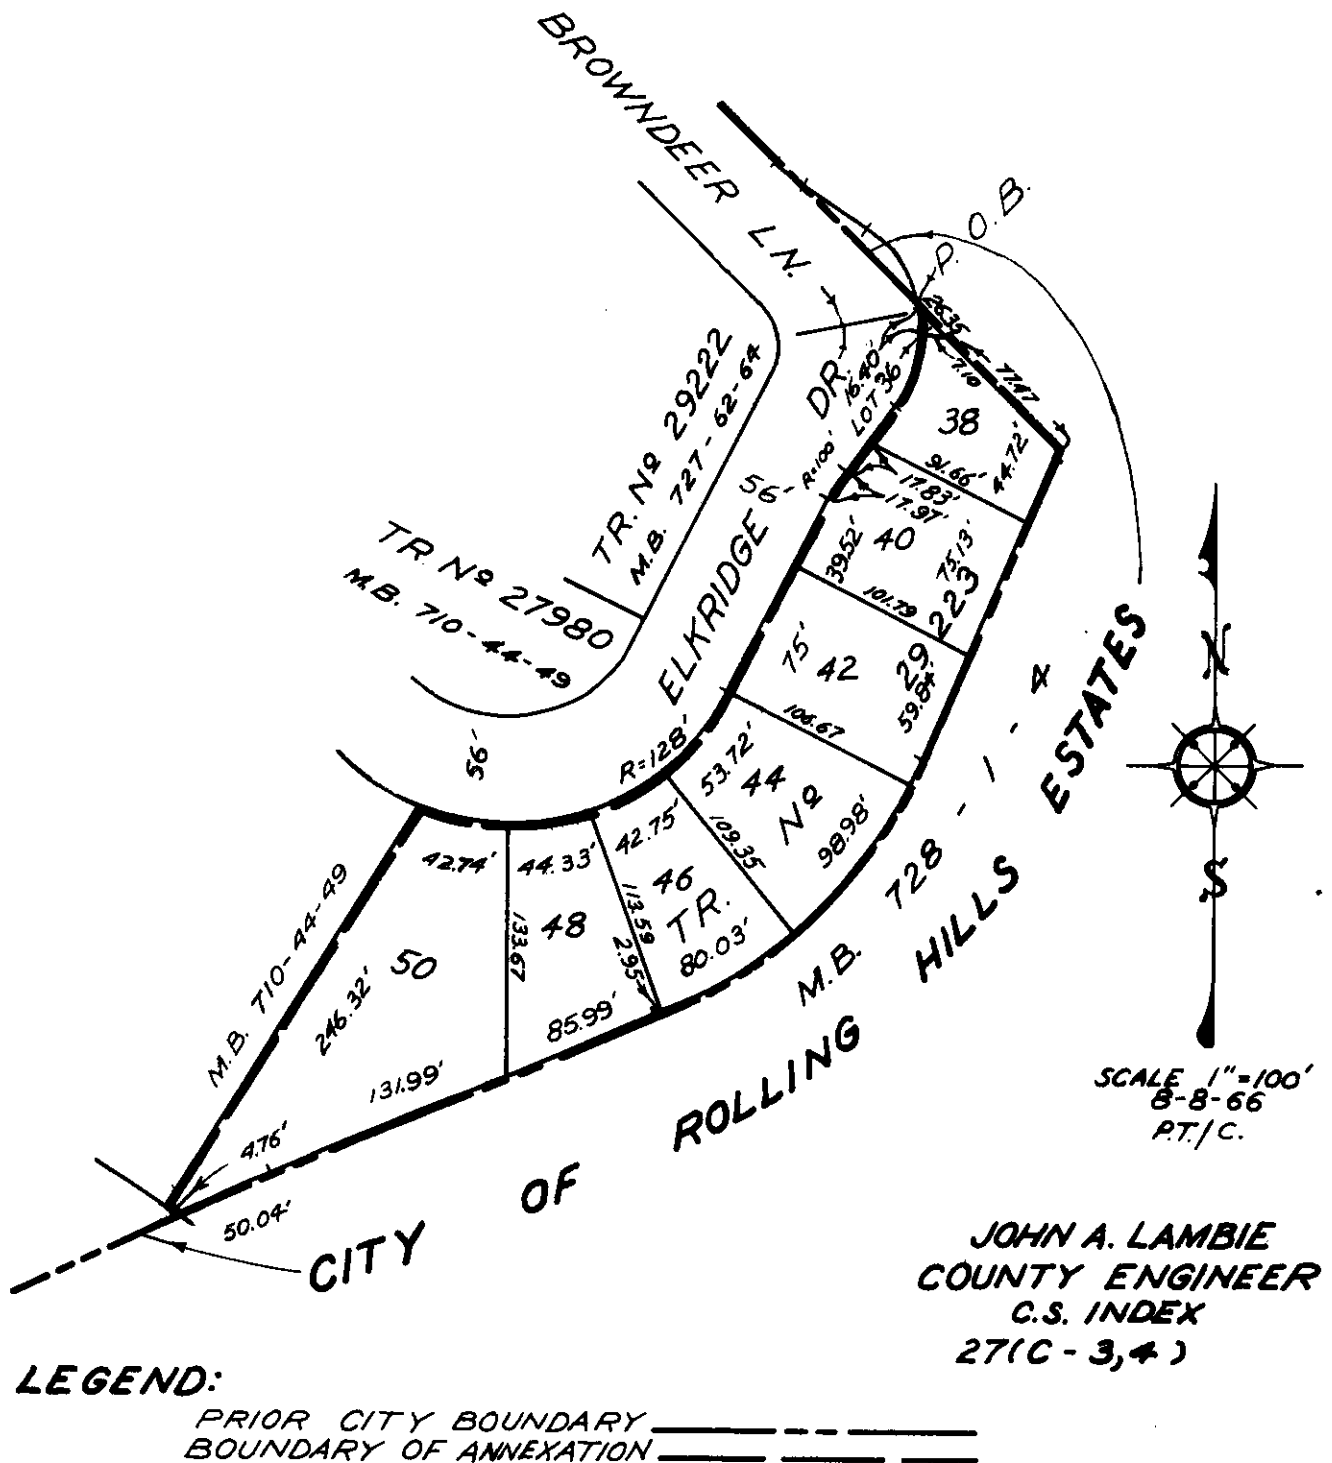 BROWNDEER LN.
P. O. B.
26.35
77.47
7.10
16.40'
LOT 36
DR.
R=100'
38
91.66'
44.72'
17.83'
17.97'
56'
40
39.52'
75.13'
101.79
TR. Nº 29222
M.B. 727-62-64
TR. Nº 27980
M.B. 710-44-49
ELKRIDGE
75'
42
29 223
59.84'
106.67
R=128'
56'
53.72'
44
Nº
98.98'
109.35
42.75'
46
TR.
80.03'
113.59
2.95'
44.33'
48
85.99'
42.74'
133.67
50
M.B. 710-44-49
246.32'
131.99'
4.76'
50.04'
M.B. 728 - 1 - 4
CITY OF ROLLING HILLS ESTATES
N
S
SCALE 1"=100'
8-8-66
P.T./C.
JOHN A. LAMBIE
COUNTY ENGINEER
C.S. INDEX
27(C-3,4)
LEGEND:
PRIOR CITY BOUNDARY
BOUNDARY OF ANNEXATION